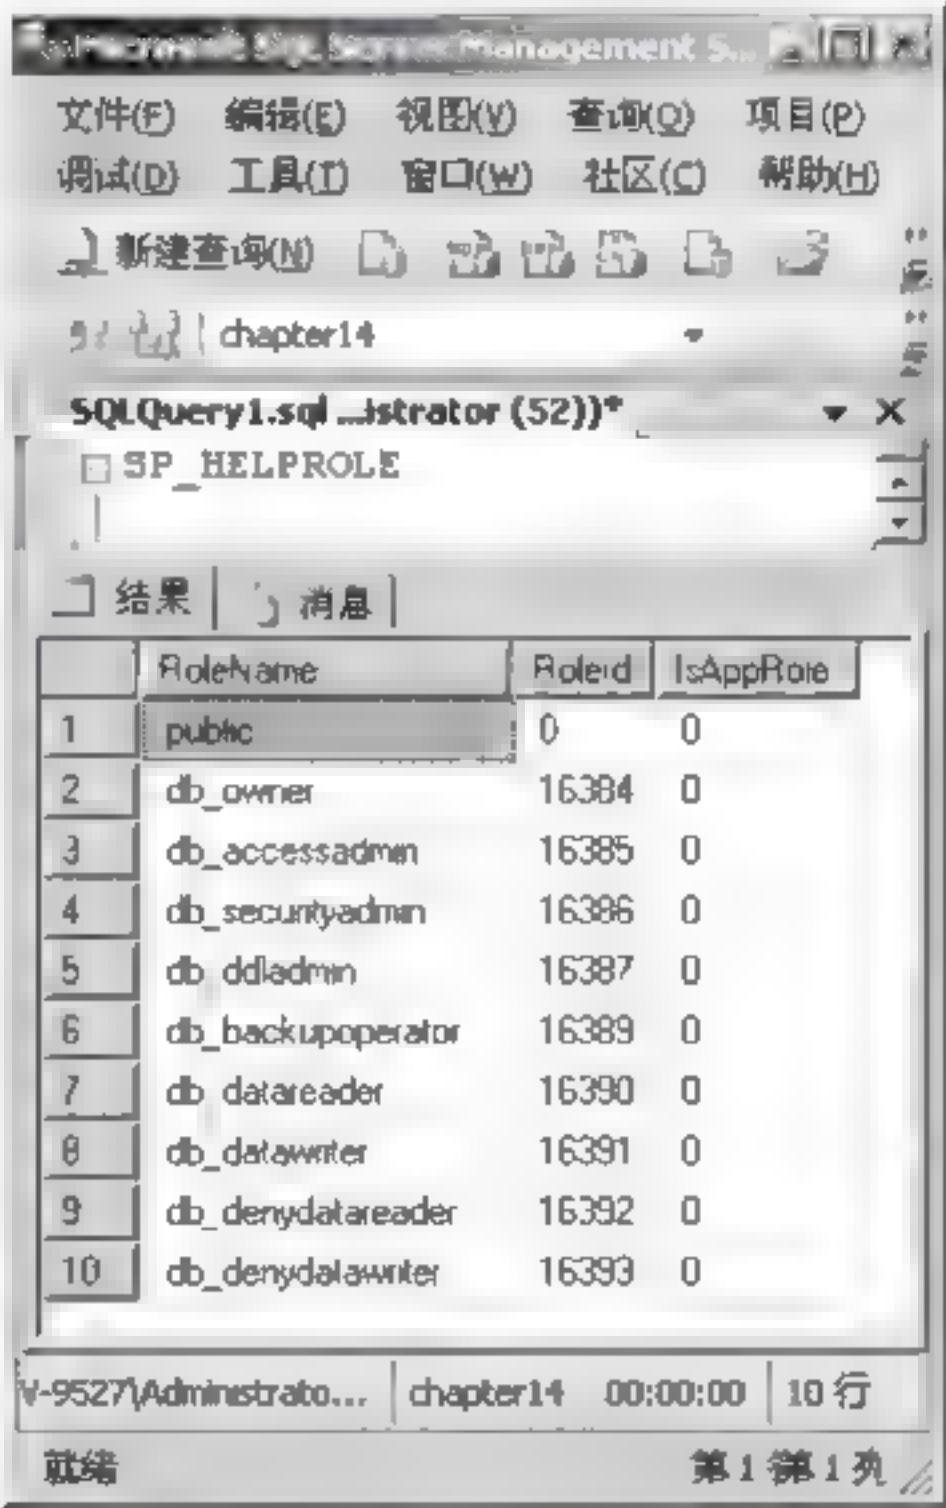 Microsoft SQL Server Management S...
文件(F) 编辑(E) 视图(V) 查询(Q) 项目(P)
调试(D) 工具(T) 窗口(W) 社区(C) 帮助(H)
新建查询(N)
chapter14
SQLQuery1.sql ...istrator (52))*
SP_HELPROLE
结果 消息
RoleName RoleId IsAppRole
1 public 0 0
2 db_owner 16384 0
3 db_accessadmin 16385 0
4 db_securityadmin 16386 0
5 db_ddladmin 16387 0
6 db_backupoperator 16389 0
7 db_datareader 16390 0
8 db_datawriter 16391 0
9 db_denydatareader 16392 0
10 db_denydatawriter 16393 0
V-9527\Administrato... chapter14 00:00:00 10 行
就绪 第 1 行 第 1 列